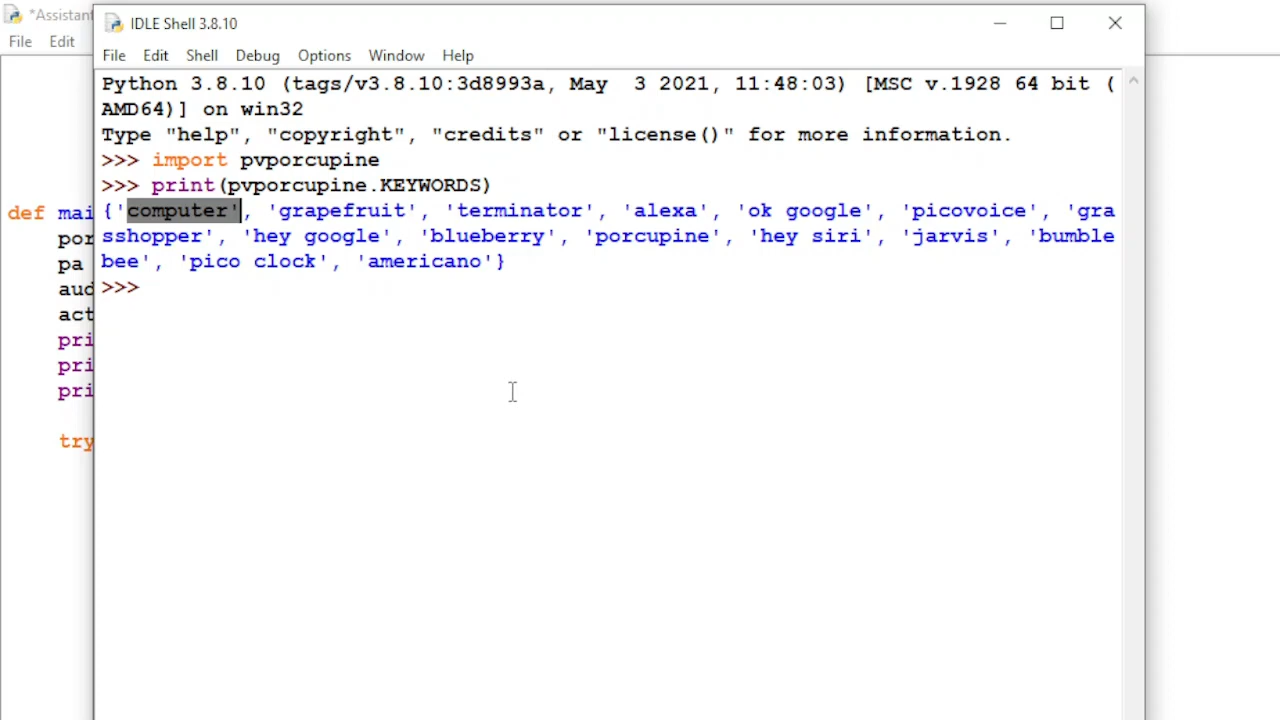 *Assistant
File Edit
IDLE Shell 3.8.10
File Edit Shell Debug Options Window Help
Python 3.8.10 (tags/v3.8.10:3d8993a, May  3 2021, 11:48:03) [MSC v.1928 64 bit (
AMD64)] on win32
Type "help", "copyright", "credits" or "license()" for more information.
>>> import pvporcupine
>>> print(pvporcupine.KEYWORDS)
{'computer', 'grapefruit', 'terminator', 'alexa', 'ok google', 'picovoice', 'gra
sshopper', 'hey google', 'blueberry', 'porcupine', 'hey siri', 'jarvis', 'bumble
bee', 'pico clock', 'americano'}
>>>
def mai
por
pa
aud
act
pri
pri
pri
try